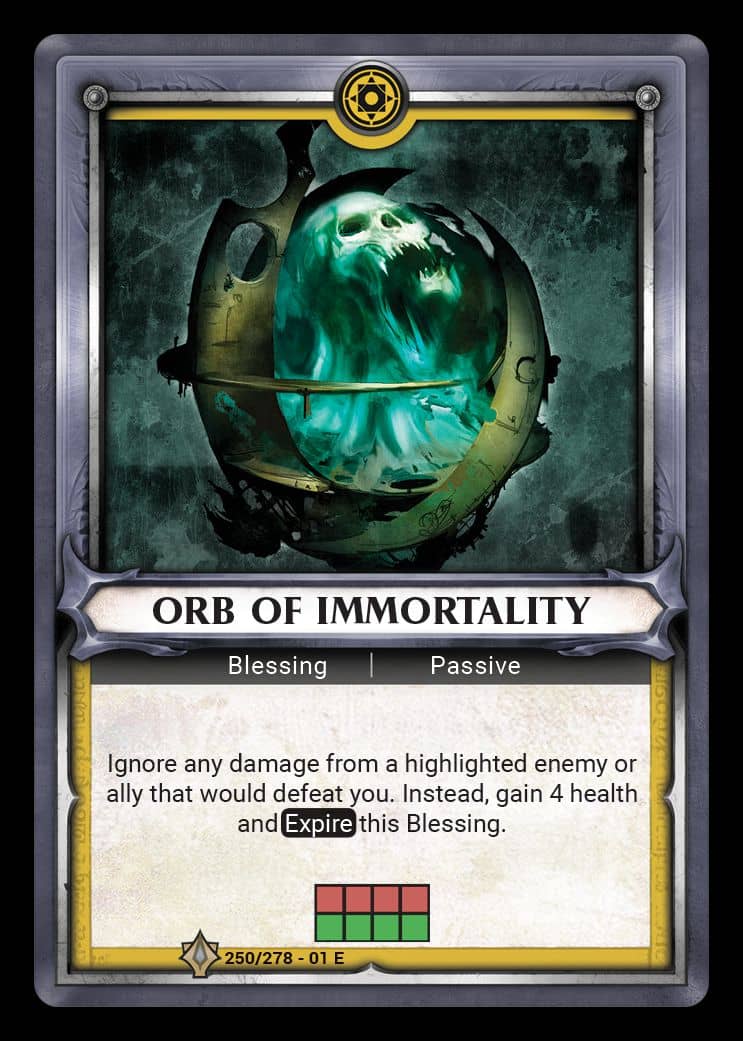 ORB OF IMMORTALITY
Blessing | Passive
Ignore any damage from a highlighted enemy or
ally that would defeat you. Instead, gain 4 health
and Expire this Blessing.
250/278 - 01 E